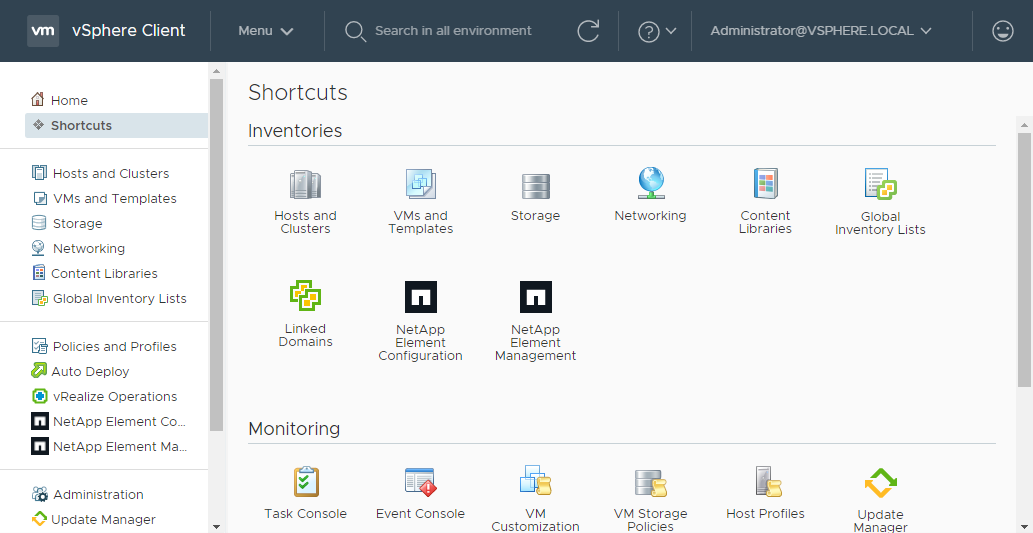 vm vSphere Client Menu Search in all environment Administrator@VSPHERE.LOCAL
Home
Shortcuts
Hosts and Clusters
VMs and Templates
Storage
Networking
Content Libraries
Global Inventory Lists
Policies and Profiles
Auto Deploy
vRealize Operations
NetApp Element Co...
NetApp Element Ma...
Administration
Update Manager
Shortcuts
Inventories
Hosts and
Clusters
VMs and
Templates
Storage
Networking
Content
Libraries
Global
Inventory Lists
Linked
Domains
NetApp
Element
Configuration
NetApp
Element
Management
Monitoring
Task Console
Event Console
VM
Customization
VM Storage
Policies
Host Profiles
Update
Manager